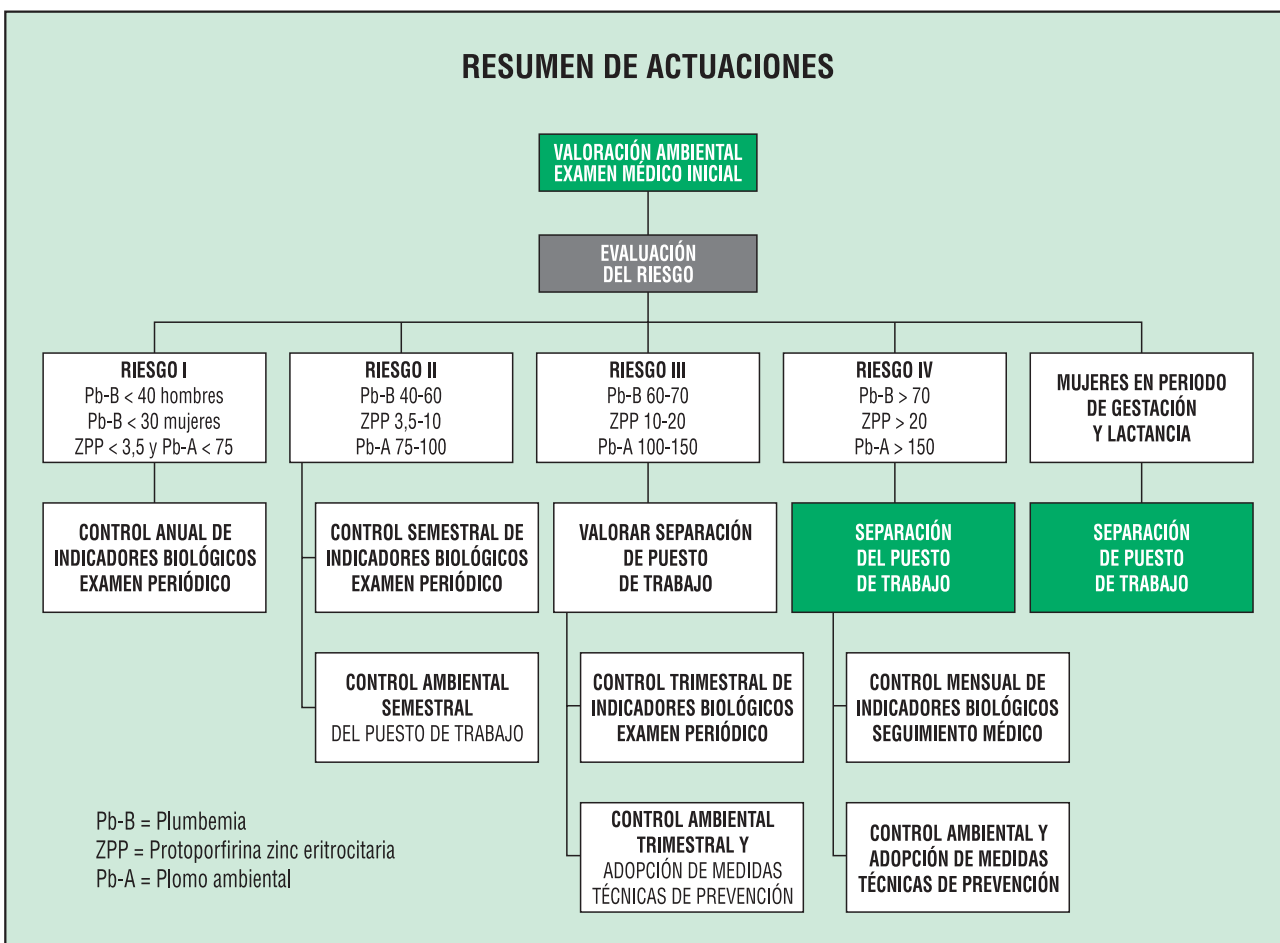 RESUMEN DE ACTUACIONES
VALORACIÓN AMBIENTAL
EXAMEN MÉDICO INICIAL
EVALUACIÓN
DEL RIESGO
RIESGO I
Pb-B < 40 hombres
Pb-B < 30 mujeres
ZPP < 3,5 y Pb-A < 75
RIESGO II
Pb-B 40-60
ZPP 3,5-10
Pb-A 75-100
RIESGO III
Pb-B 60-70
ZPP 10-20
Pb-A 100-150
RIESGO IV
Pb-B > 70
ZPP > 20
Pb-A > 150
MUJERES EN PERIODO
DE GESTACIÓN
Y LACTANCIA
CONTROL ANUAL DE
INDICADORES BIOLÓGICOS
EXAMEN PERIÓDICO
CONTROL SEMESTRAL DE
INDICADORES BIOLÓGICOS
EXAMEN PERIÓDICO
VALORAR SEPARACIÓN
DE PUESTO
DE TRABAJO
SEPARACIÓN
DEL PUESTO
DE TRABAJO
SEPARACIÓN
DE PUESTO
DE TRABAJO
CONTROL AMBIENTAL
SEMESTRAL
DEL PUESTO DE TRABAJO
CONTROL TRIMESTRAL DE
INDICADORES BIOLÓGICOS
EXAMEN PERIÓDICO
CONTROL MENSUAL DE
INDICADORES BIOLÓGICOS
SEGUIMIENTO MÉDICO
CONTROL AMBIENTAL
TRIMESTRAL Y
ADOPCIÓN DE MEDIDAS
TÉCNICAS DE PREVENCIÓN
CONTROL AMBIENTAL Y
ADOPCIÓN DE MEDIDAS
TÉCNICAS DE PREVENCIÓN
Pb-B = Plumbemia
ZPP = Protoporfirina zinc eritrocitaria
Pb-A = Plomo ambiental